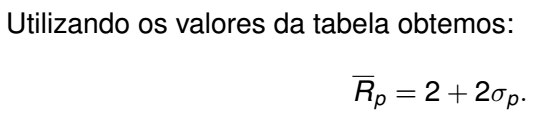 Utilizando os valores da tabela obtemos:
R̅ₚ = 2 + 2σₚ.